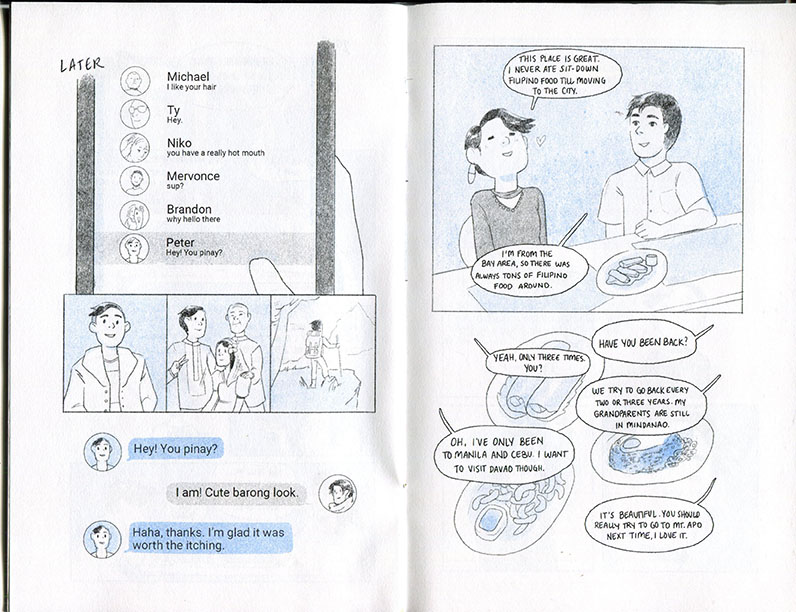 LATER
Michael
I like your hair
Ty
Hey.
Niko
you have a really hot mouth
Mervonce
sup?
Brandon
why hello there
Peter
Hey! You pinay?
Hey! You pinay?
I am! Cute barong look.
Haha, thanks. I'm glad it was
worth the itching.
THIS PLACE IS GREAT.
I NEVER ATE SIT-DOWN
FILIPINO FOOD TILL MOVING
TO THE CITY.
I'M FROM THE
BAY AREA, SO THERE WAS
ALWAYS TONS OF FILIPINO
FOOD AROUND.
HAVE YOU BEEN BACK?
YEAH, ONLY THREE TIMES.
YOU?
WE TRY TO GO BACK EVERY
TWO OR THREE YEARS. MY
GRANDPARENTS ARE STILL
IN MINDANAO.
OH, I'VE ONLY BEEN
TO MANILA AND CEBU. I WANT
TO VISIT DAVAO THOUGH.
IT'S BEAUTIFUL. YOU SHOULD
REALLY TRY TO GO TO MT. APO
NEXT TIME, I LOVE IT.